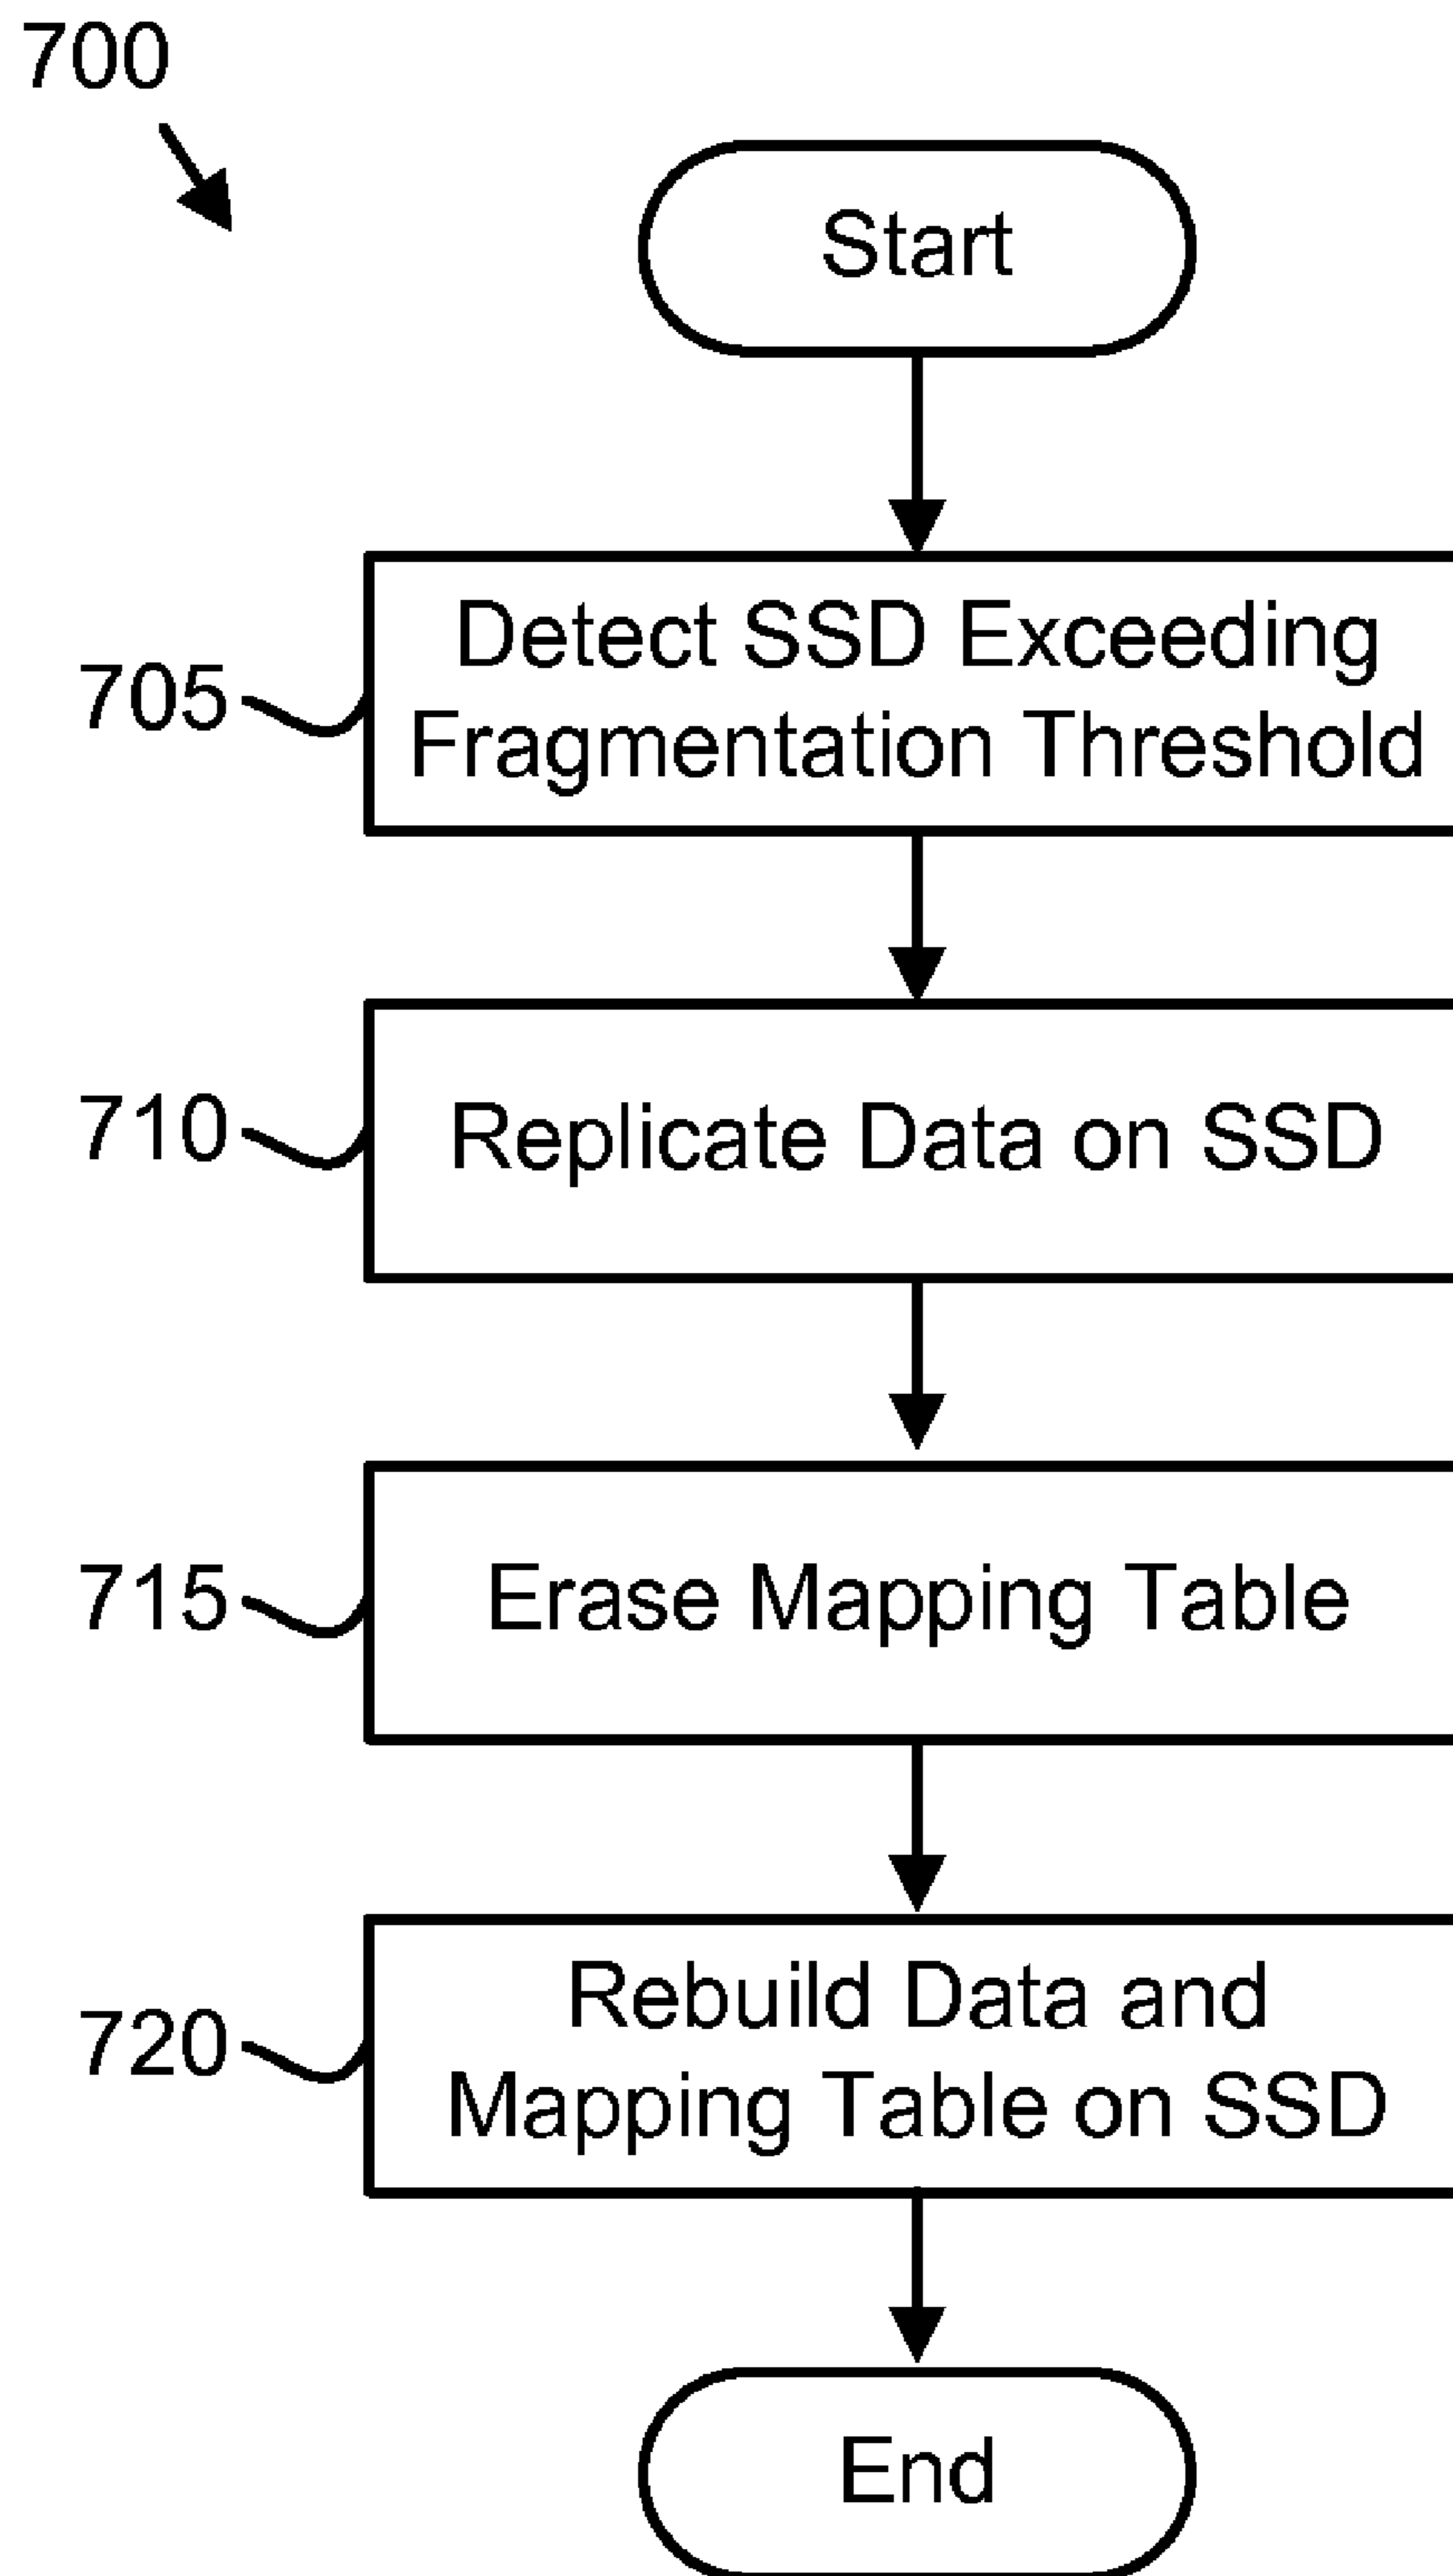 700
Start
705
Detect SSD Exceeding
Fragmentation Threshold
710
Replicate Data on SSD
715
Erase Mapping Table
720
Rebuild Data and
Mapping Table on SSD
End